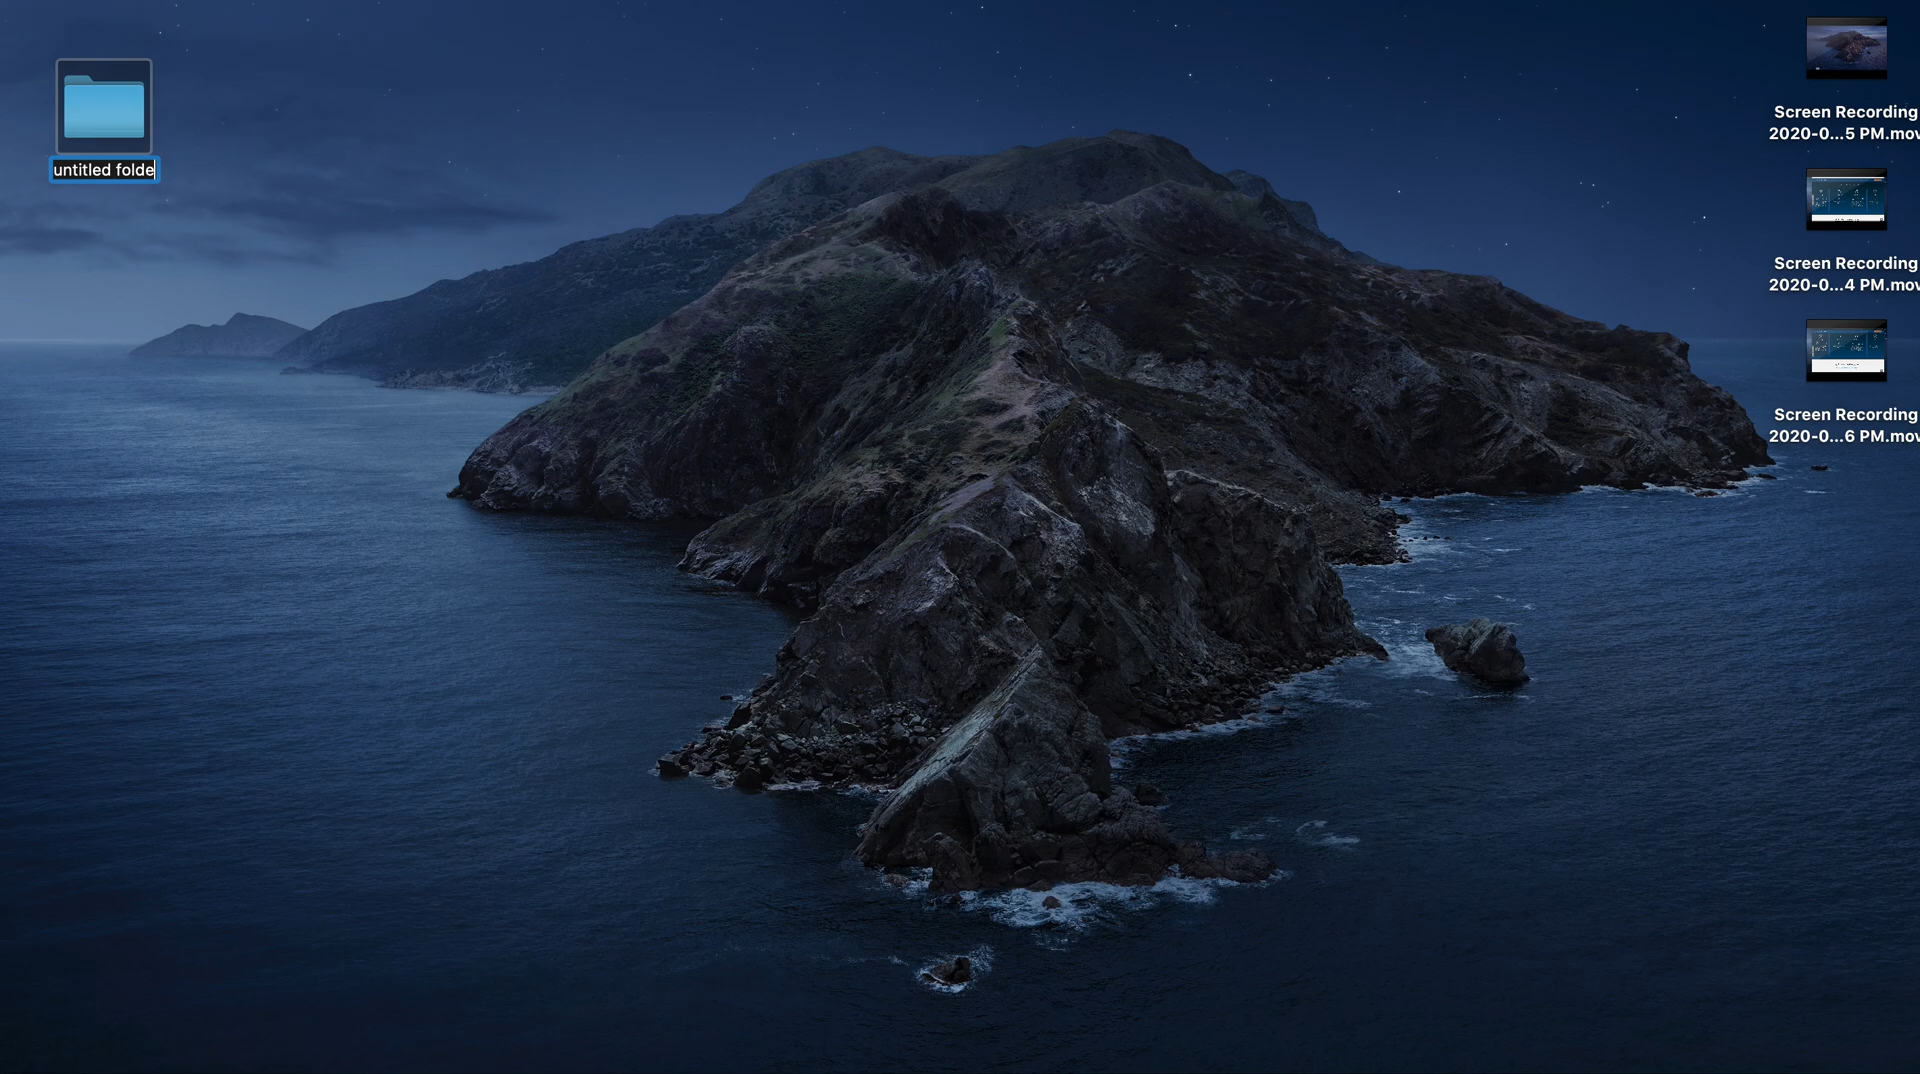 untitled folde
Screen Recording
2020-0...5 PM.mov
Screen Recording
2020-0...4 PM.mov
Screen Recording
2020-0...6 PM.mov